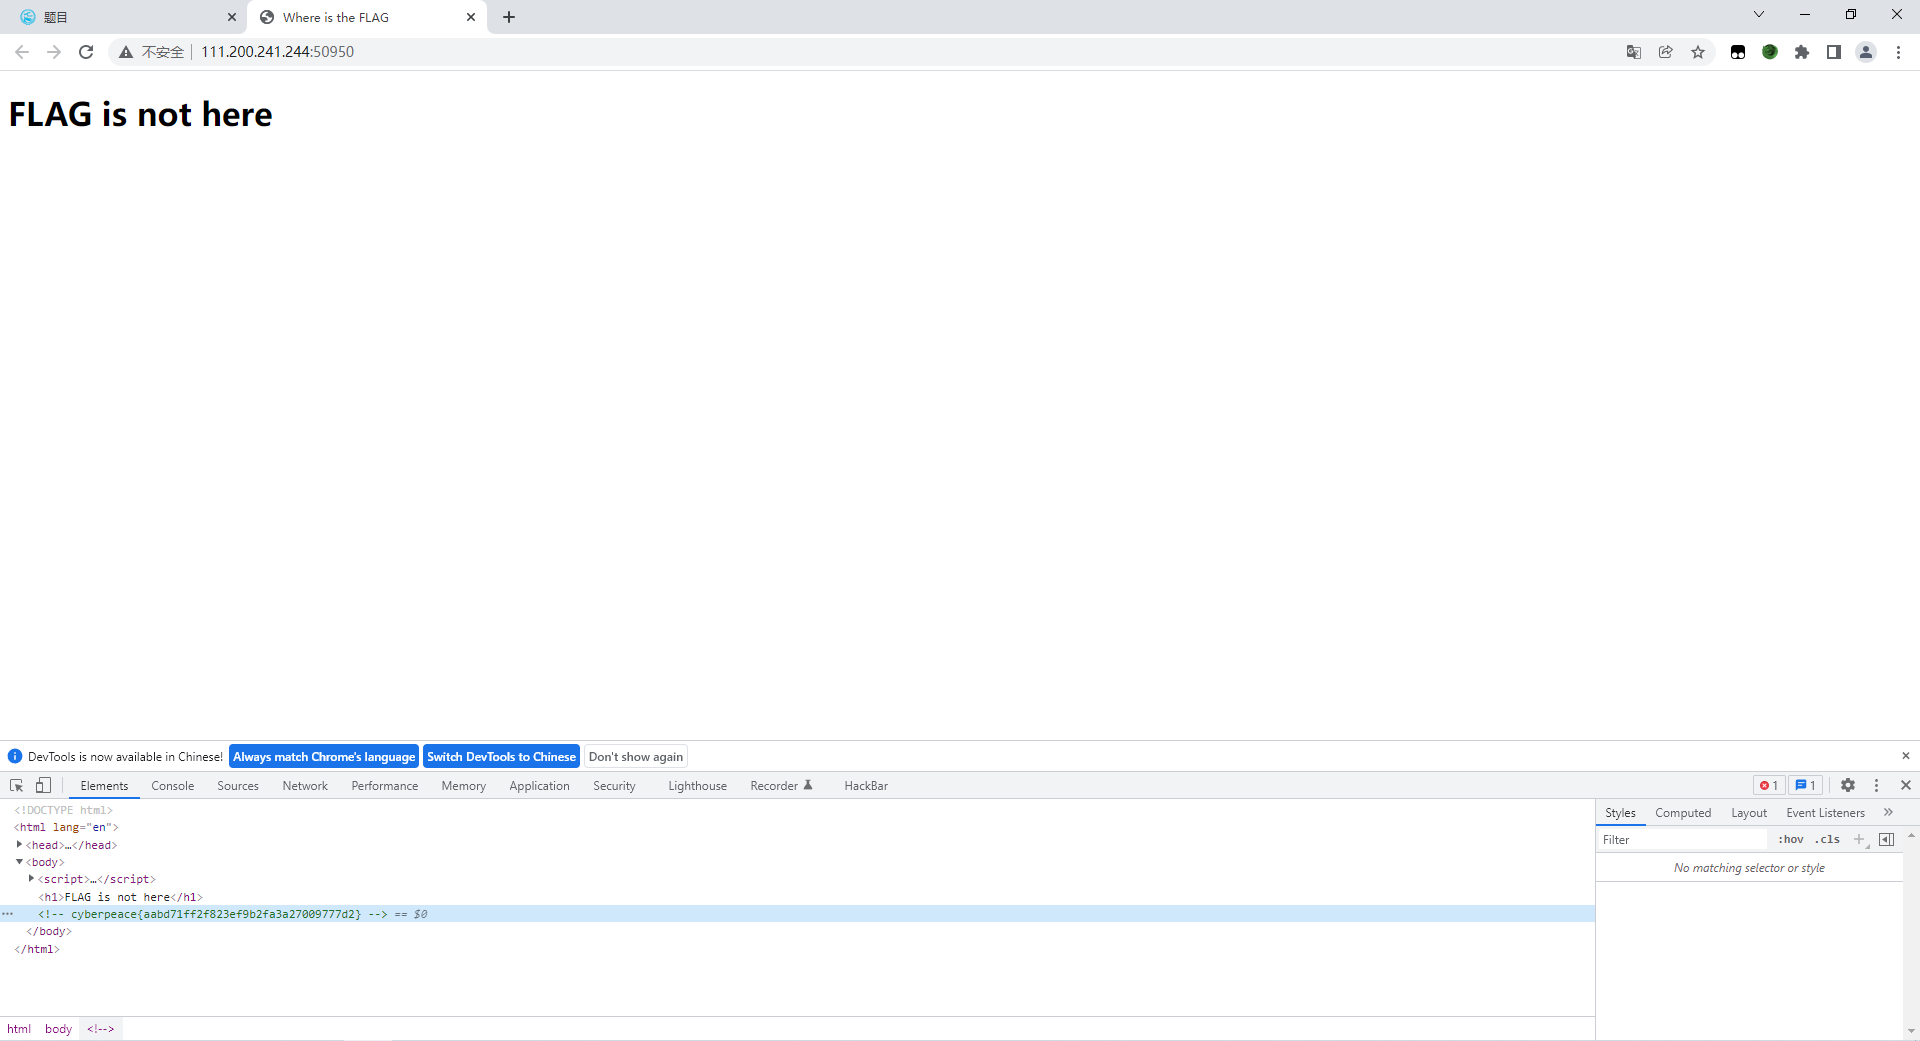 题目
Where is the FLAG
不安全 111.200.241.244:50950
FLAG is not here
DevTools is now available in Chinese! Always match Chrome's language Switch DevTools to Chinese Don't show again
Elements Console Sources Network Performance Memory Application Security Lighthouse Recorder HackBar 1 1
<!DOCTYPE html>
<html lang="en">
<head>…</head>
<body>
<script>…</script>
<h1>FLAG is not here</h1>
<!-- cyberpeace{aabd71ff2f823ef9b2fa3a27009777d2} --> == $0
</body>
</html>
html body <!-->
Styles Computed Layout Event Listeners
Filter :hov .cls
No matching selector or style